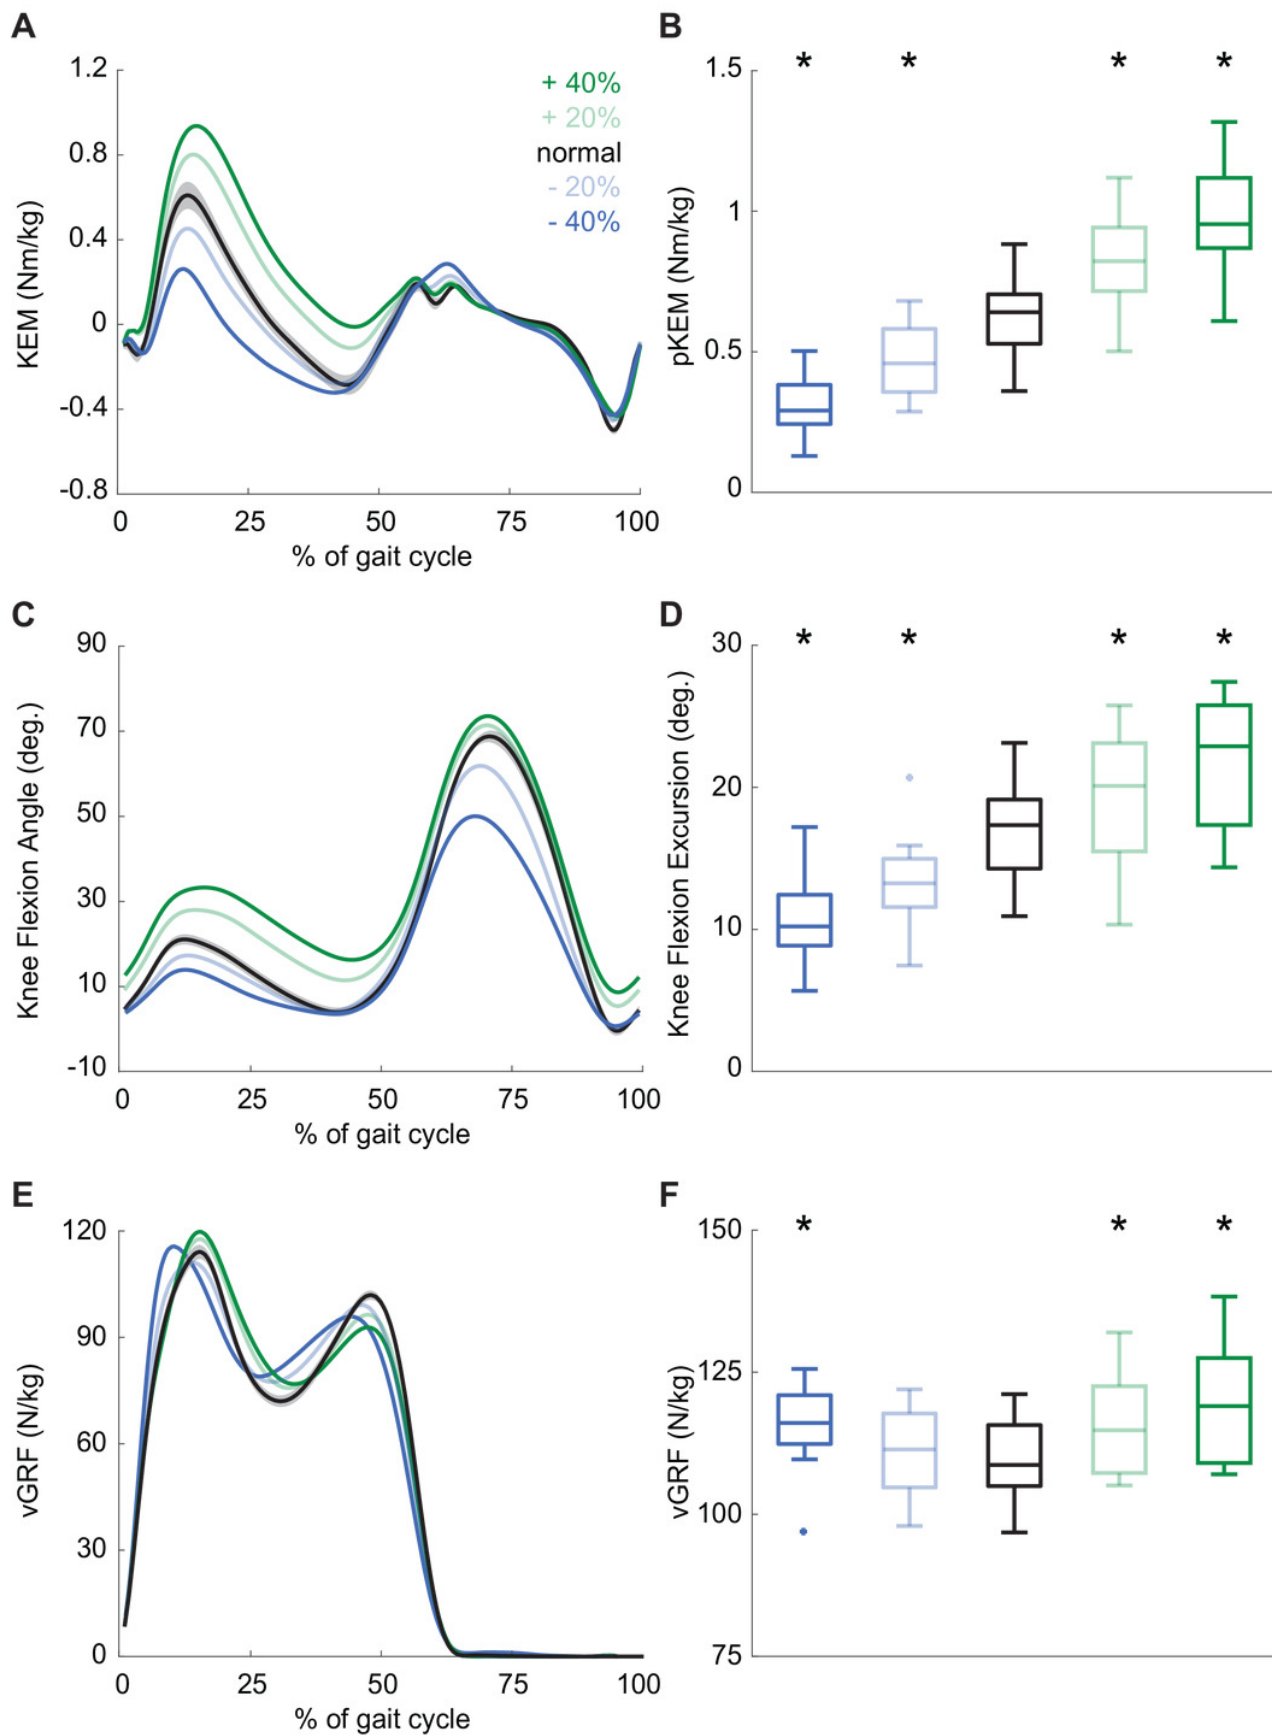 A
KEM (Nm/kg)
1.2
0.8
0.4
0
-0.4
-0.8
+ 40%
+ 20%
normal
- 20%
- 40%
0 25 50 75 100
% of gait cycle
B
pKEM (Nm/kg)
1.5
1
0.5
0
* * * *
C
Knee Flexion Angle (deg.)
90
70
50
30
10
-10
0 25 50 75 100
% of gait cycle
D
Knee Flexion Excursion (deg.)
30
20
10
0
* * * *
E
vGRF (N/kg)
120
90
60
30
0
0 25 50 75 100
% of gait cycle
F
vGRF (N/kg)
150
125
100
75
* * *